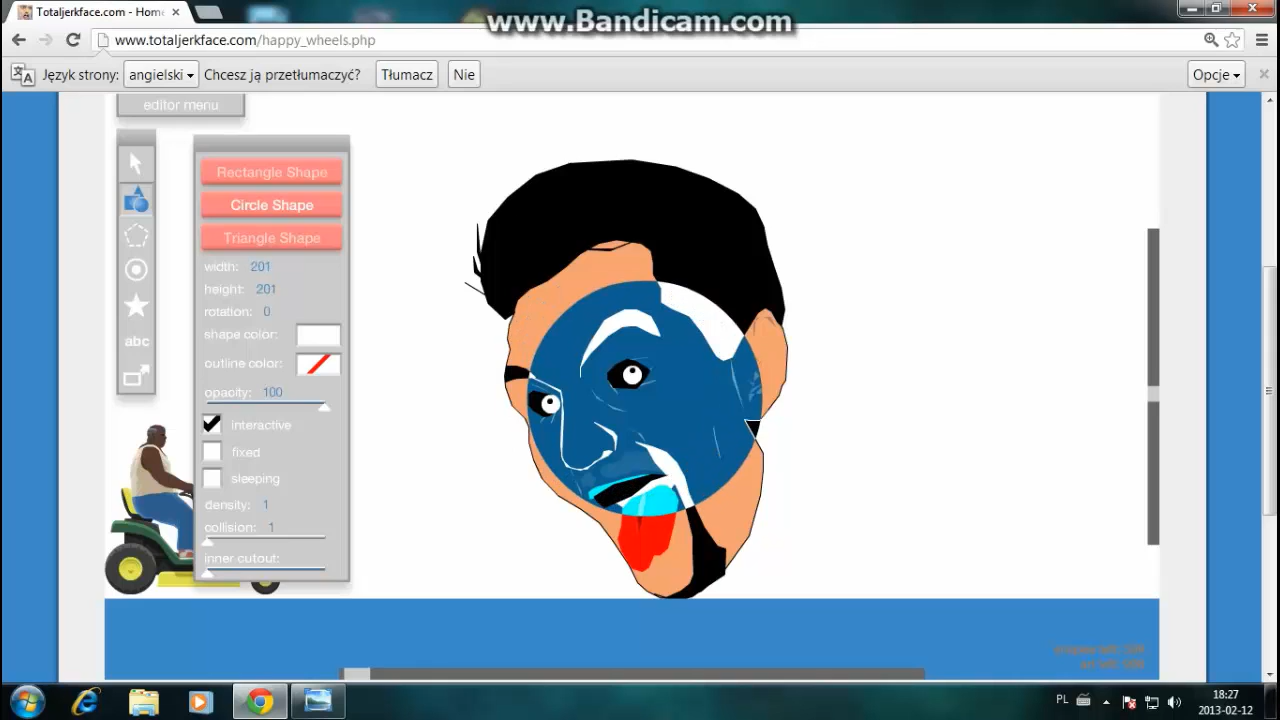 Totaljerkface.com - Hom
www.Bandicam.com
www.totaljerkface.com/happy_wheels.php
Język strony: angielski Chcesz ją przetłumaczyć? Tłumacz Nie Opcje
editor menu
Rectangle Shape
Circle Shape
Triangle Shape
width: 201
height: 201
rotation: 0
shape color:
outline color:
abc
opacity: 100
interactive
fixed
sleeping
density: 1
collision: 1
inner cutout:
PL
18:27
2013-02-12